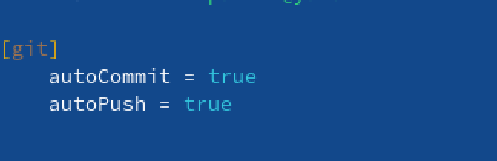 [git]
autoCommit = true
autoPush = true